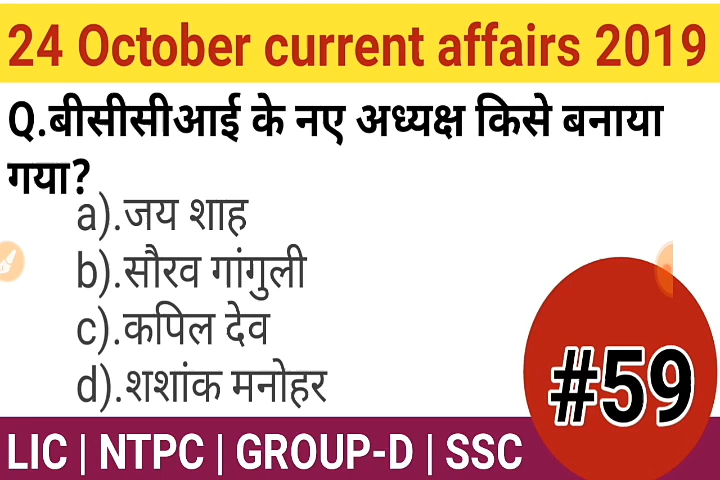 24 October current affairs 2019
Q.बीसीसीआई के नए अध्यक्ष किसे बनाया
गया?
a).जय शाह
b).सौरव गांगुली
c).कपिल देव
d).शशांक मनोहर
#59
LIC | NTPC | GROUP-D | SSC